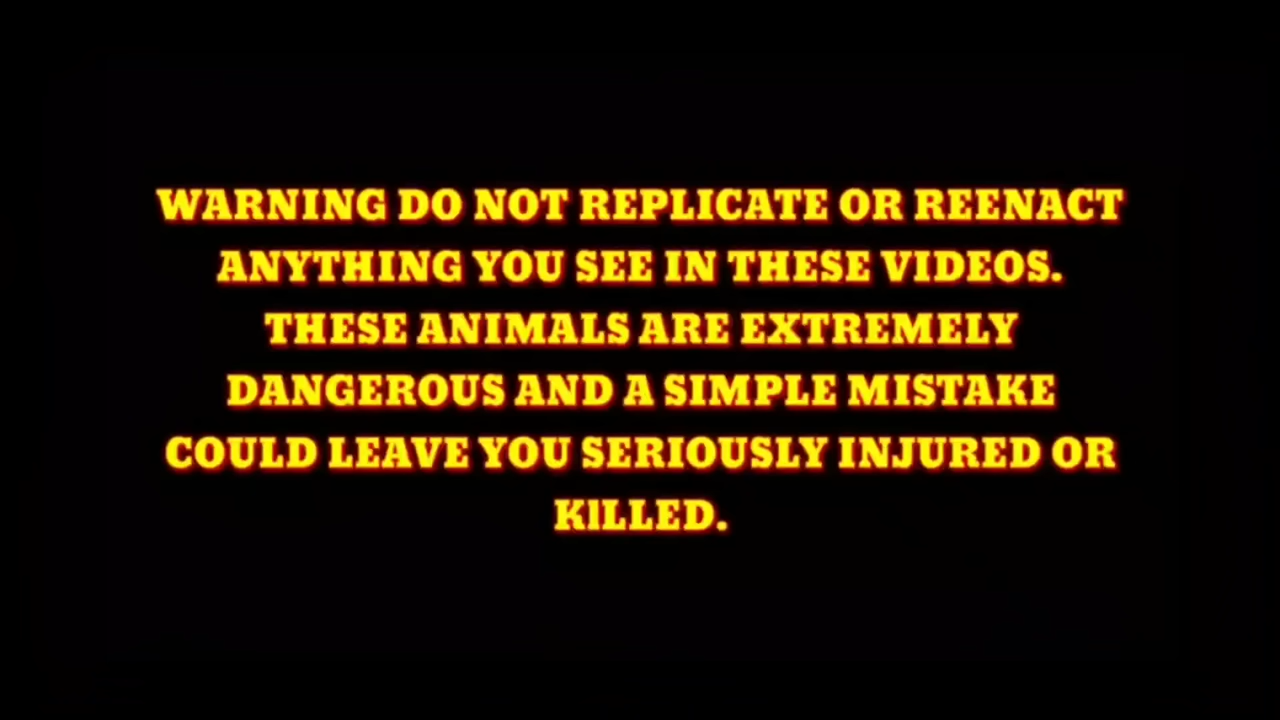 WARNING DO NOT REPLICATE OR REENACT
ANYTHING YOU SEE IN THESE VIDEOS.
THESE ANIMALS ARE EXTREMELY
DANGEROUS AND A SIMPLE MISTAKE
COULD LEAVE YOU SERIOUSLY INJURED OR
KILLED.